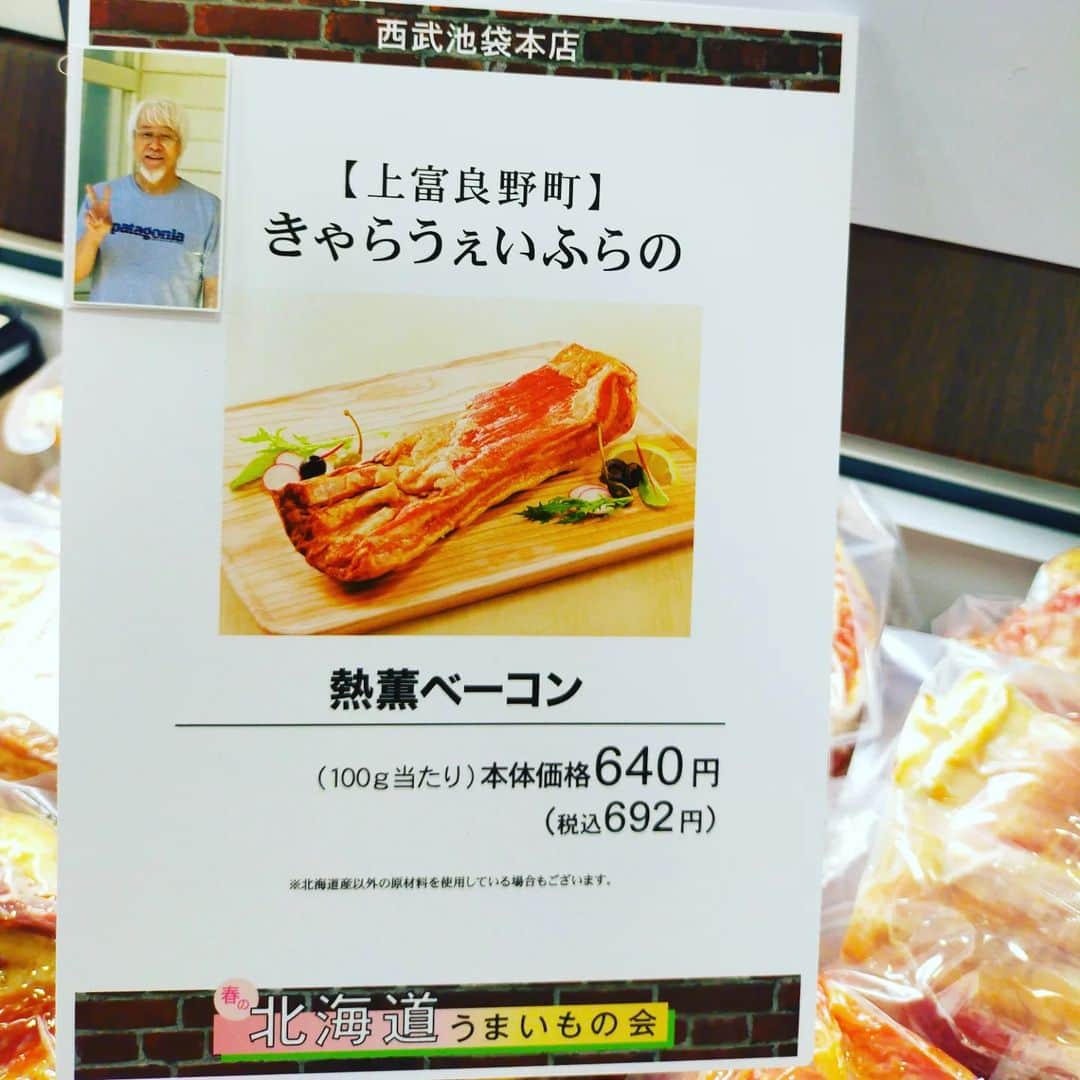 西武池袋本店
patagonia
【上富良野町】
きゃらうぇいふらの
熱薫ベーコン
(100g当たり)本体価格640円
(税込692円)
※北海道産以外の原材料を使用している場合もございます。
春の
北海道うまいもの会